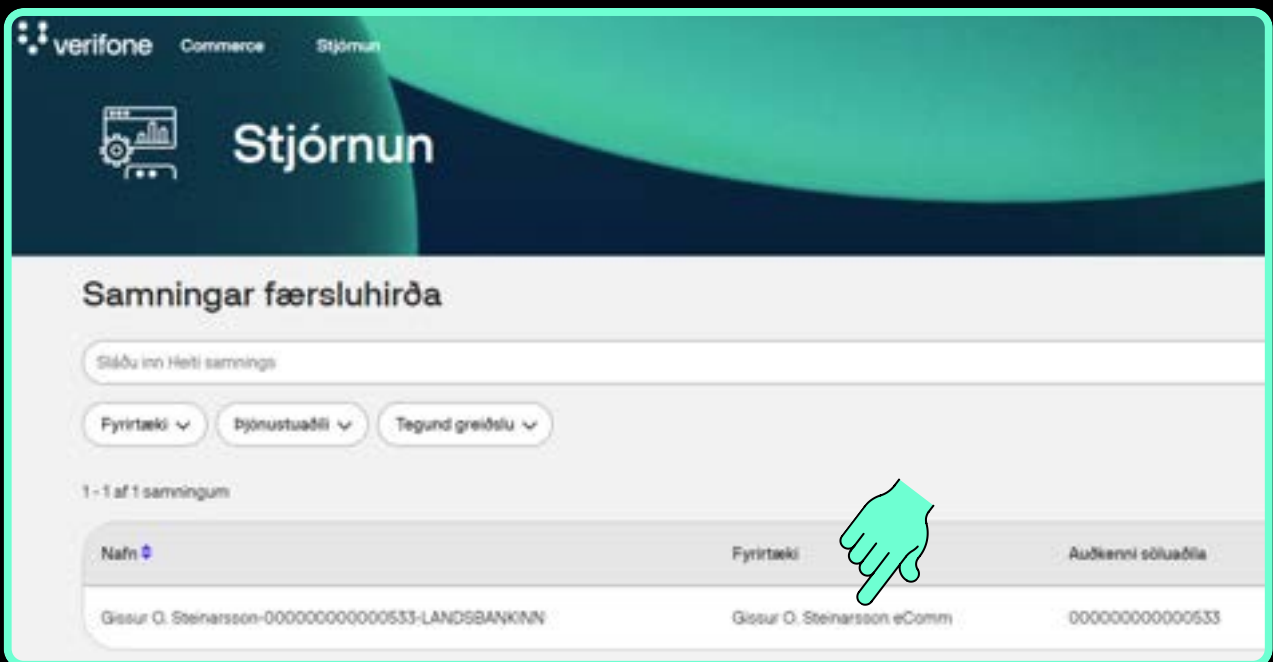 verifone Commerce Stjórnun
Stjórnun
Samningar færsluhirða
Sláðu inn Heiti samnings
Fyrirtæki Þjónustuaðili Tegund greiðslu
1 - 1 af 1 samningum
Nafn Fyrirtæki Auðkenni söluaðila
Gissur O. Steinarsson-000000000000533-LANDSBANKINN Gissur O. Steinarsson eComm 000000000000533